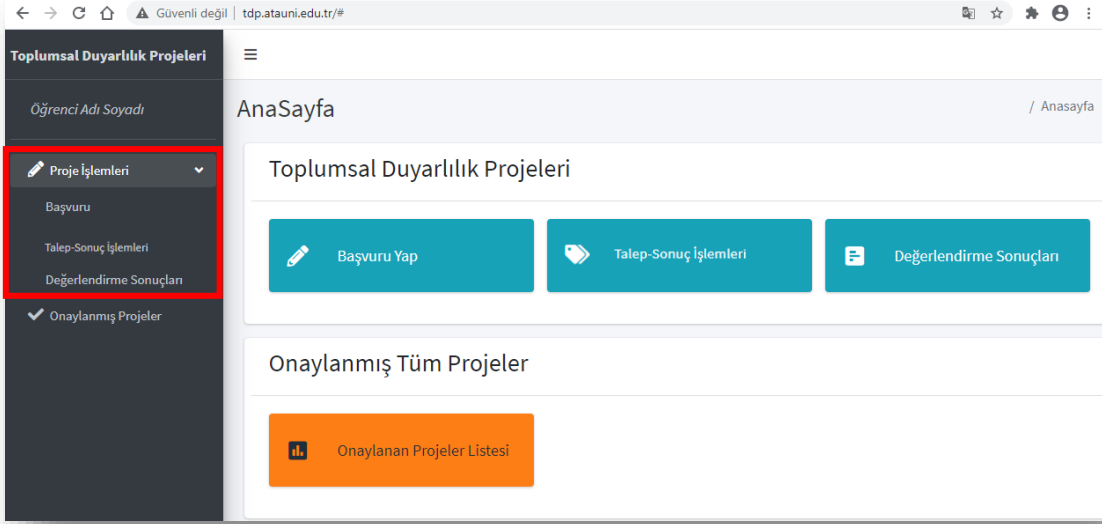 Güvenli değil | tdp.atauni.edu.tr/#
Toplumsal Duyarlılık Projeleri
Öğrenci Adı Soyadı
Proje İşlemleri
Başvuru
Talep-Sonuç İşlemleri
Değerlendirme Sonuçları
Onaylanmış Projeler
AnaSayfa
/ Anasayfa
Toplumsal Duyarlılık Projeleri
Başvuru Yap
Talep-Sonuç İşlemleri
Değerlendirme Sonuçları
Onaylanmış Tüm Projeler
Onaylanan Projeler Listesi